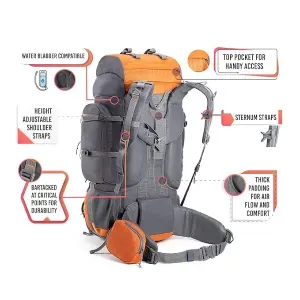 WATER BLADDER COMPATIBLE
TOP POCKET FOR
HANDY ACCESS
HEIGHT
ADJUSTABLE
SHOULDER
STRAPS
STERNUM STRAPS
BARTACKED
AT CRITICAL
POINTS FOR
DURABILITY
THICK
PADDING FOR
AIR FLOW AND
COMFORT